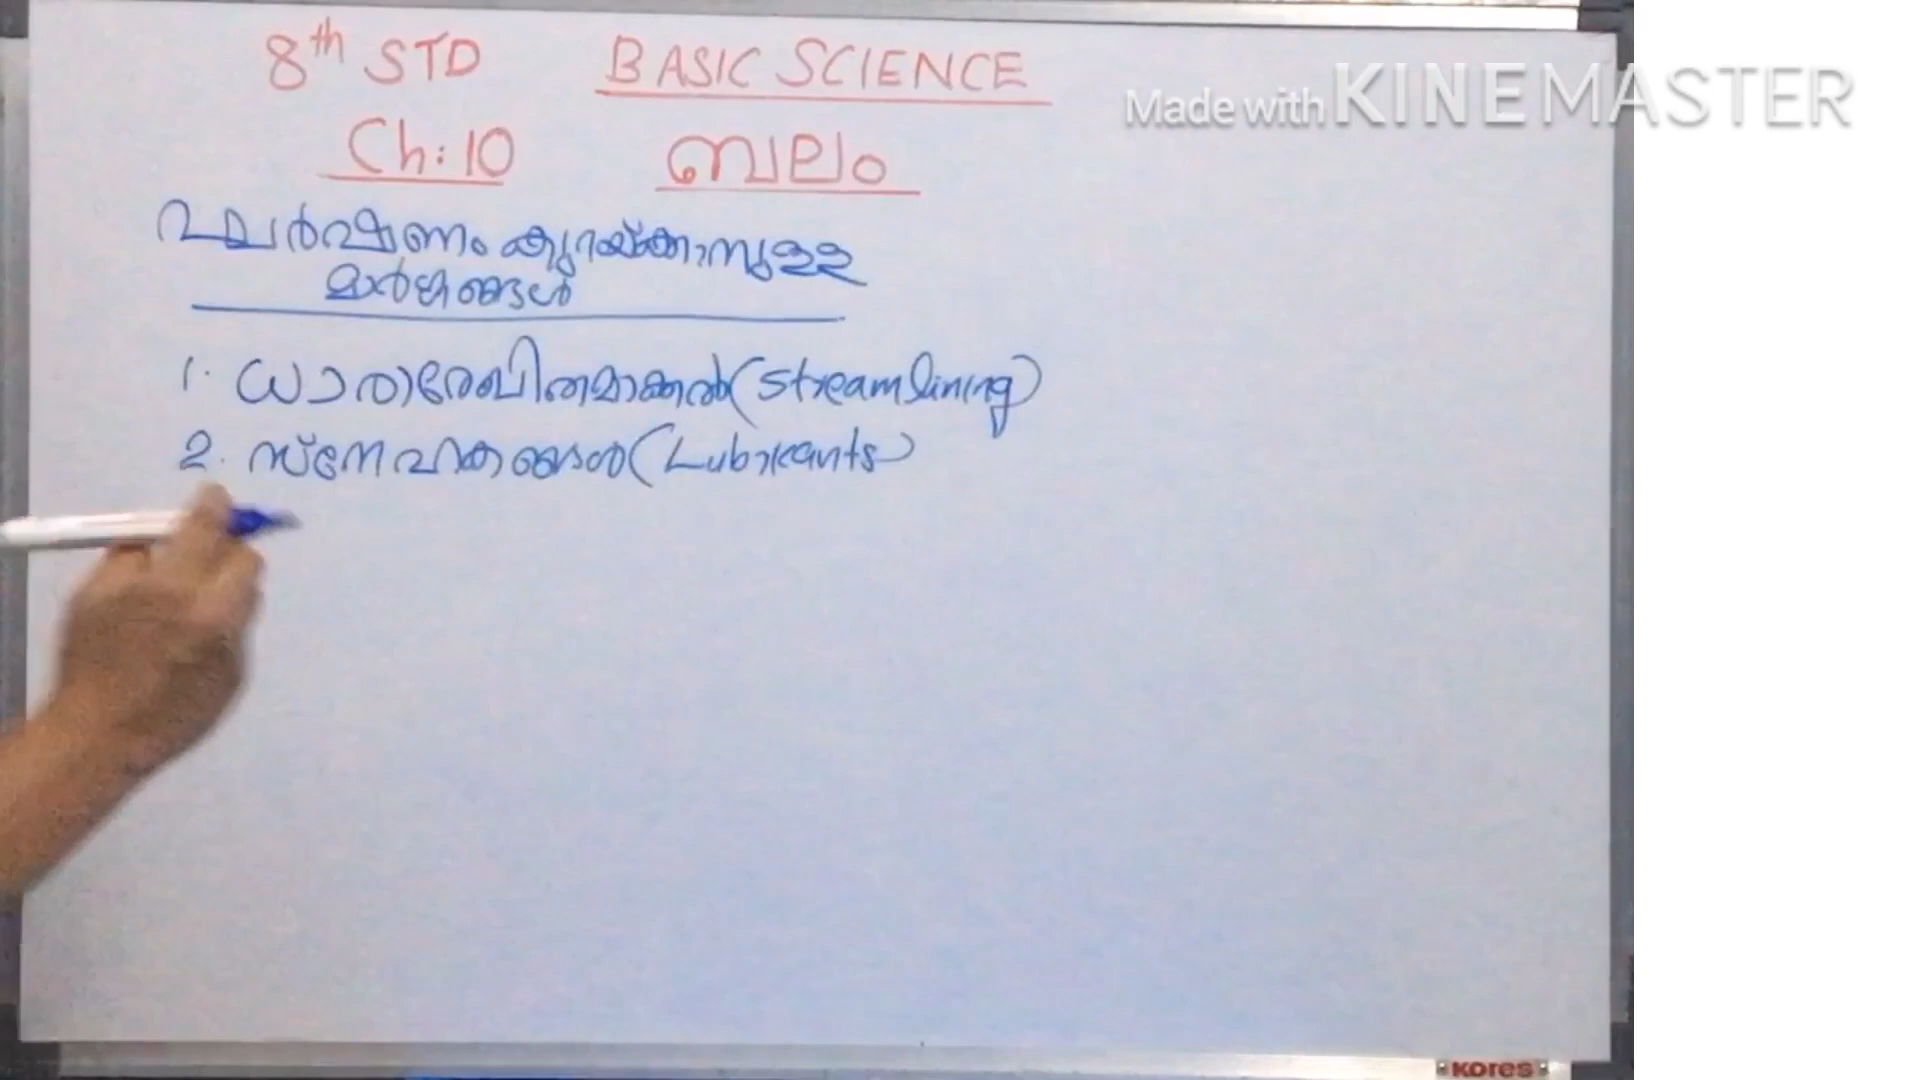 8th STD BASIC SCIENCE
Made with KINEMASTER
Ch: 10 ബലം
ഘർഷണം കുറയ്ക്കാനുള്ള
മാർഗങ്ങൾ
1. ധാരാരേഖിതമാക്കൽ (Streamlining)
2. സ്നേഹകങ്ങൾ (Lubricants)
kores